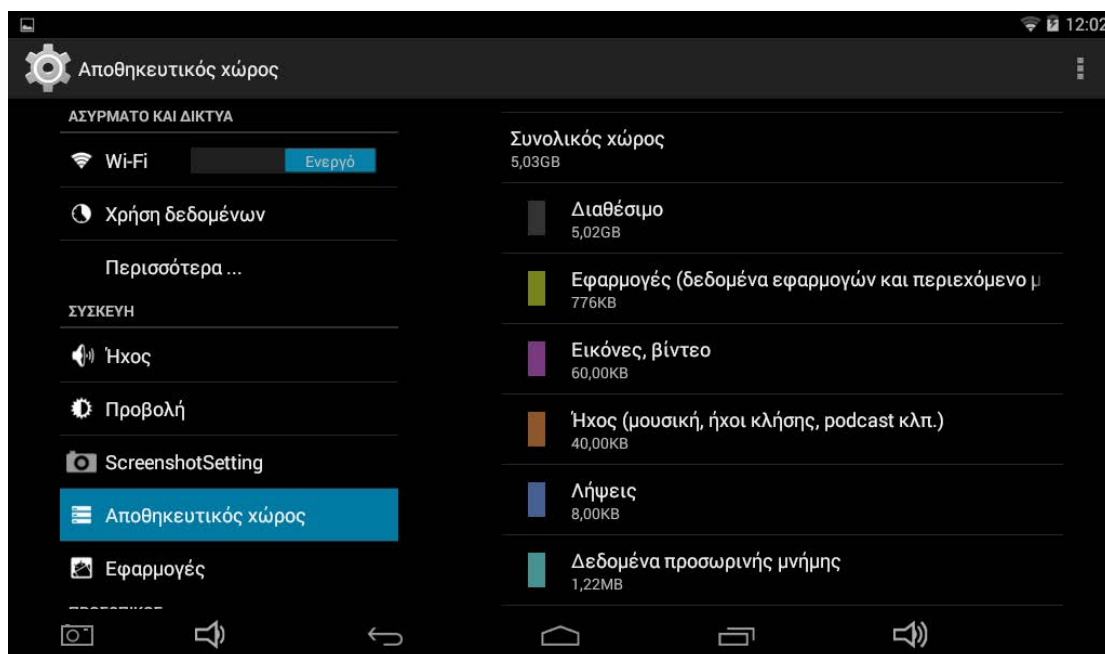 12:02
Αποθηκευτικός χώρος
ΑΣΥΡΜΑΤΟ ΚΑΙ ΔΙΚΤΥΑ
Wi-Fi
Ενεργό
Χρήση δεδομένων
Περισσότερα ...
ΣΥΣΚΕΥΗ
Ήχος
Προβολή
ScreenshotSetting
Αποθηκευτικός χώρος
Εφαρμογές
Συνολικός χώρος
5,03GB
Διαθέσιμο
5,02GB
Εφαρμογές (δεδομένα εφαρμογών και περιεχόμενο μ
776KB
Εικόνες, βίντεο
60,00KB
Ήχος (μουσική, ήχοι κλήσης, podcast κλπ.)
40,00KB
Λήψεις
8,00KB
Δεδομένα προσωρινής μνήμης
1,22MB